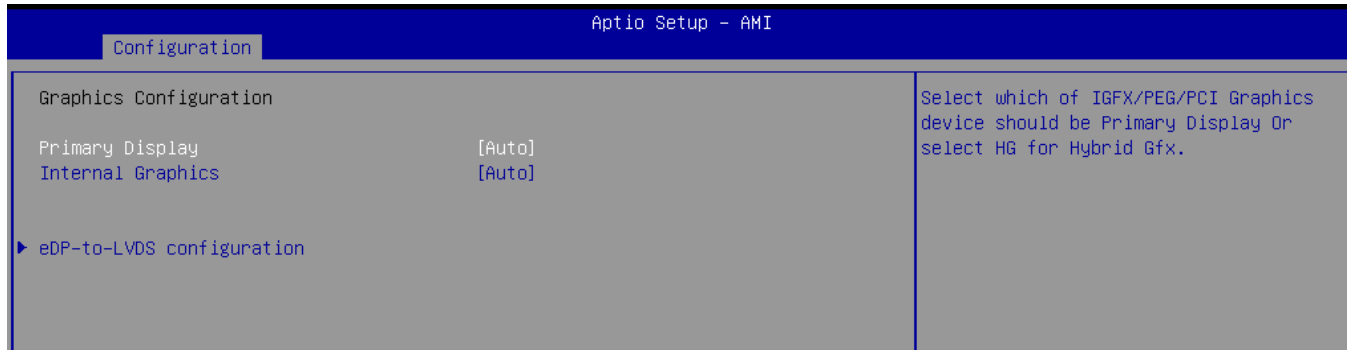 Aptio Setup – AMI
Configuration
Graphics Configuration
Primary Display [Auto]
Internal Graphics [Auto]
eDP-to-LVDS configuration
Select which of IGFX/PEG/PCI Graphics
device should be Primary Display Or
select HG for Hybrid Gfx.